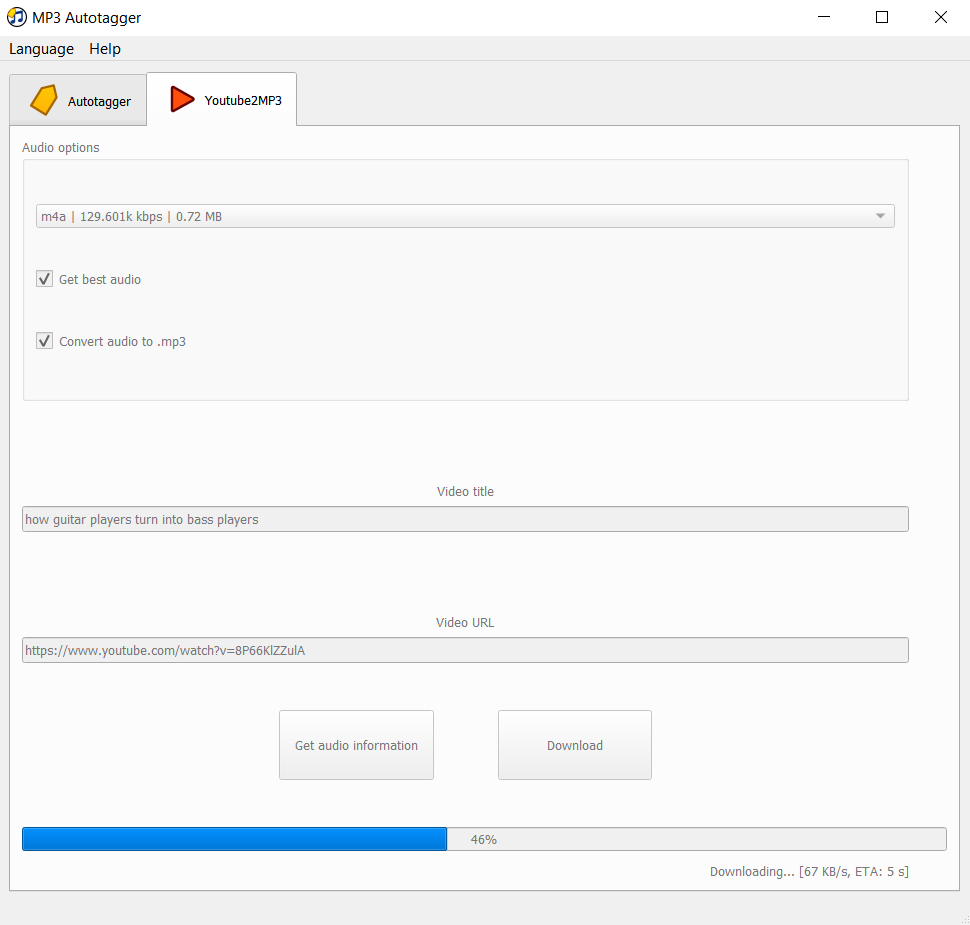 MP3 Autotagger
Language Help
Autotagger Youtube2MP3
Audio options
m4a | 129.601k kbps | 0.72 MB
Get best audio
Convert audio to .mp3
Video title
how guitar players turn into bass players
Video URL
https://www.youtube.com/watch?v=8P66KlZZulA
Get audio information Download
46%
Downloading... [67 KB/s, ETA: 5 s]